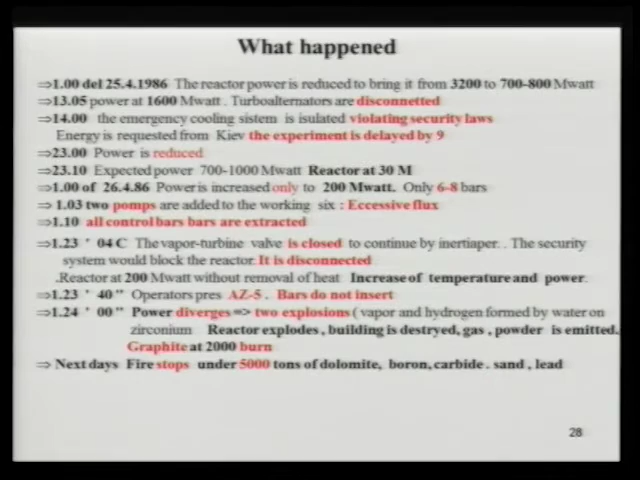 What happened
⇒1.00 del 25.4.1986 The reactor power is reduced to bring it from 3200 to 700-800 Mwatt
⇒13.05 power at 1600 Mwatt . Turboalternators are disconnetted
⇒14.00 the emergency cooling sistem is isulated violating security laws
Energy is requested from Kiev the experiment is delayed by 9
⇒23.00 Power is reduced
⇒23.10 Expected power 700-1000 Mwatt Reactor at 30 M
⇒1.00 of 26.4.86 Power is increased only to 200 Mwatt. Only 6-8 bars
⇒ 1.03 two pomps are added to the working six : Eccessive flux
⇒1.10 all control bars bars are extracted
⇒1.23 ' 04 C The vapor-turbine valve is closed to continue by inertiaper. . The security
system would block the reactor. It is disconnected
.Reactor at 200 Mwatt without removal of heat Increase of temperature and power.
⇒1.23 ' 40" Operators pres AZ-5 . Bars do not insert
⇒1.24 ' 00" Power diverges => two explosions ( vapor and hydrogen formed by water on
zirconium Reactor explodes , building is destryed, gas , powder is emitted.
Graphite at 2000 burn
⇒ Next days Fire stops under 5000 tons of dolomite, boron, carbide . sand , lead
28